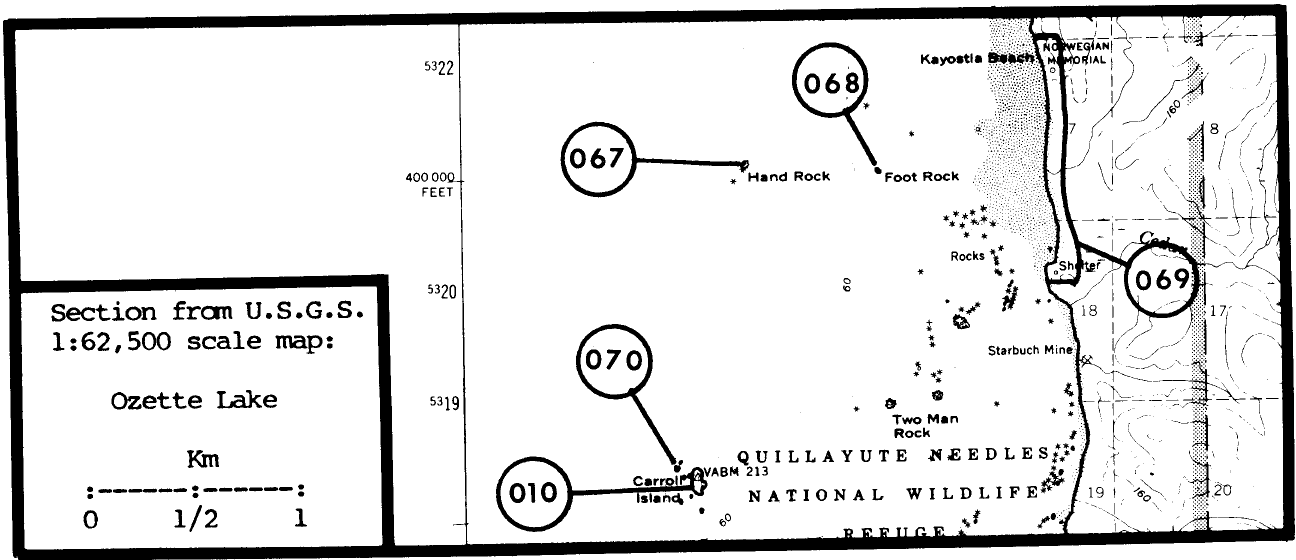 5322
Kayostla Beach
NORWEGIAN
MEMORIAL
068
160
7
8
067
400 000
FEET
Hand Rock
Foot Rock
Cedar
Rocks
Shelter
069
60
5320
18
17
Section from U.S.G.S.
1:62,500 scale map:
Ozette Lake
Km
0 1/2 1
070
Starbuch Mine
5319
Two Man
Rock
QUILLAYUTE NEEDLES
VABM 213
Carroll
Island
010
NATIONAL WILDLIFE
19
160
20
60
REFUGE